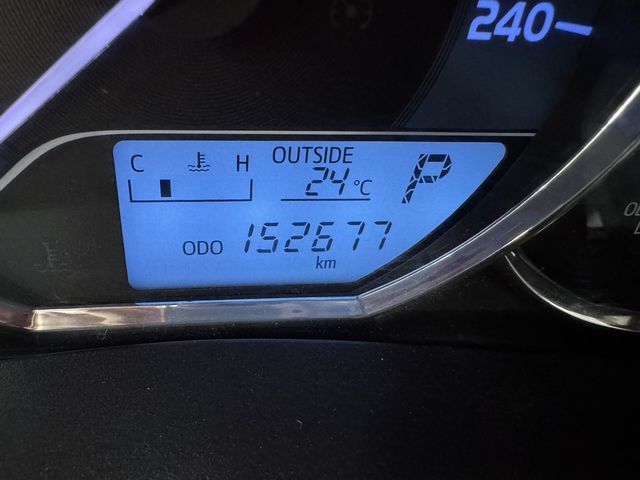 240
C H OUTSIDE
24 °C P
ODO 152677
km